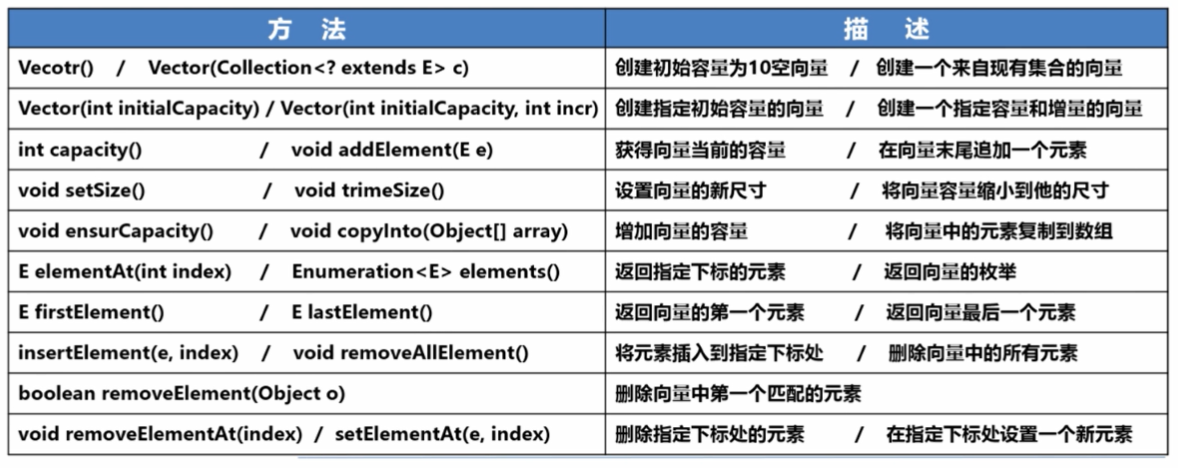 方 法 描 述
Vecotr() / Vector(Collection<? extends E> c) 创建初始容量为10空向量 / 创建一个来自现有集合的向量
Vector(int initialCapacity) / Vector(int initialCapacity, int incr) 创建指定初始容量的向量 / 创建一个指定容量和增量的向量
int capacity() / void addElement(E e) 获得向量当前的容量 / 在向量末尾追加一个元素
void setSize() / void trimeSize() 设置向量的新尺寸 / 将向量容量缩小到他的尺寸
void ensurCapacity() / void copyInto(Object[] array) 增加向量的容量 / 将向量中的元素复制到数组
E elementAt(int index) / Enumeration<E> elements() 返回指定下标的元素 / 返回向量的枚举
E firstElement() / E lastElement() 返回向量的第一个元素 / 返回向量最后一个元素
insertElement(e, index) / void removeAllElement() 将元素插入到指定下标处 / 删除向量中的所有元素
boolean removeElement(Object o) 删除向量中第一个匹配的元素
void removeElementAt(index) / setElementAt(e, index) 删除指定下标处的元素 / 在指定下标处设置一个新元素